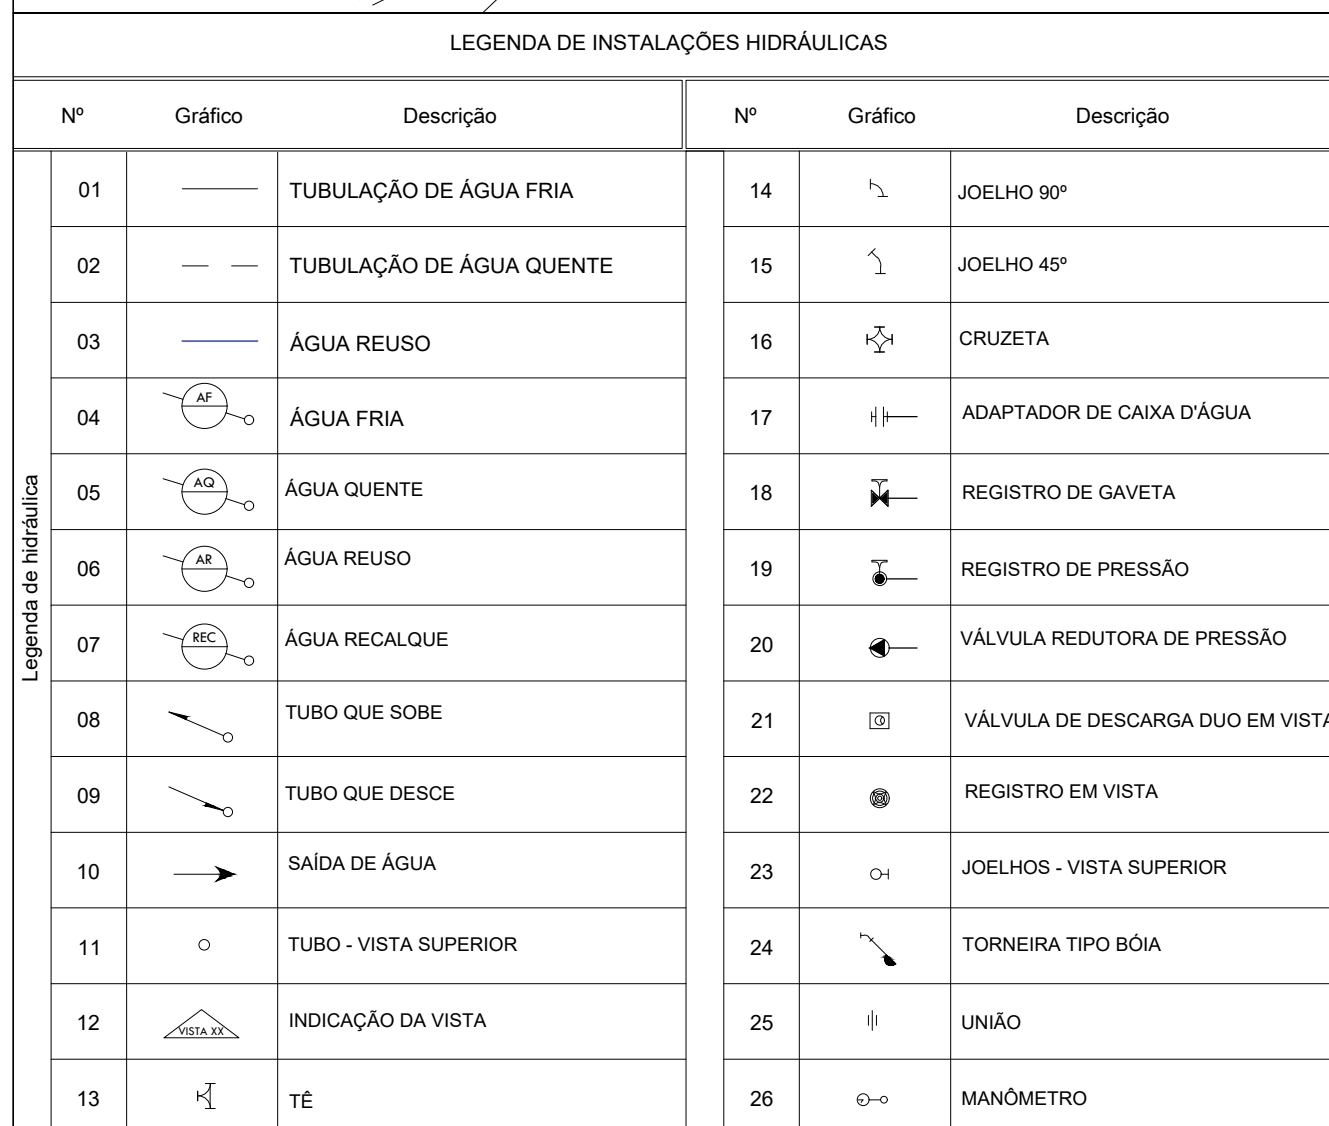 LEGENDA DE INSTALAÇÕES HIDRÁULICAS
Nº Gráfico Descrição Nº Gráfico Descrição
Legenda de hidráulica
01 TUBULAÇÃO DE ÁGUA FRIA 14 JOELHO 90º
02 TUBULAÇÃO DE ÁGUA QUENTE 15 JOELHO 45º
03 ÁGUA REUSO 16 CRUZETA
04 AF ÁGUA FRIA 17 ADAPTADOR DE CAIXA D'ÁGUA
05 AQ ÁGUA QUENTE 18 REGISTRO DE GAVETA
06 AR ÁGUA REUSO 19 REGISTRO DE PRESSÃO
07 REC ÁGUA RECALQUE 20 VÁLVULA REDUTORA DE PRESSÃO
08 TUBO QUE SOBE 21 VÁLVULA DE DESCARGA DUO EM VISTA
09 TUBO QUE DESCE 22 REGISTRO EM VISTA
10 SAÍDA DE ÁGUA 23 JOELHOS - VISTA SUPERIOR
11 TUBO - VISTA SUPERIOR 24 TORNEIRA TIPO BÓIA
12 VISTA XX INDICAÇÃO DA VISTA 25 UNIÃO
13 TÊ 26 MANÔMETRO